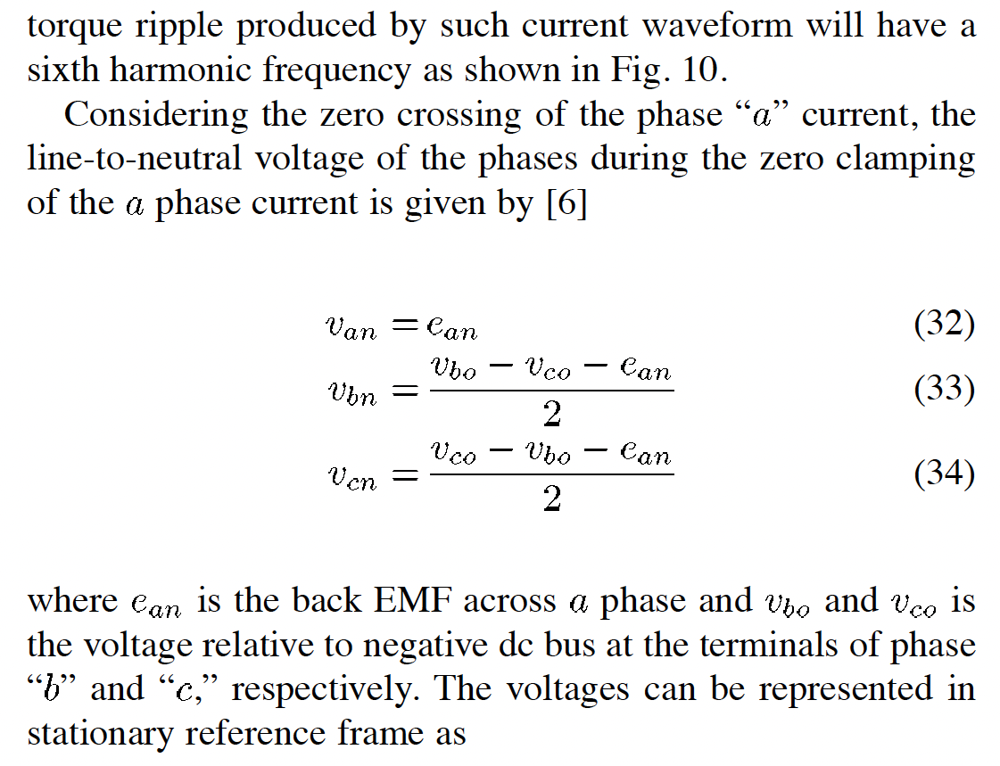 torque ripple produced by such current waveform will have a
sixth harmonic frequency as shown in Fig. 10.
Considering the zero crossing of the phase “a” current, the
line-to-neutral voltage of the phases during the zero clamping
of the a phase current is given by [6]
v_{an} = e_{an} (32)
v_{bn} = \frac{v_{bo} - v_{co} - e_{an}}{2} (33)
v_{cn} = \frac{v_{co} - v_{bo} - e_{an}}{2} (34)
where e_{an} is the back EMF across a phase and v_{bo} and v_{co} is
the voltage relative to negative dc bus at the terminals of phase
“b” and “c,” respectively. The voltages can be represented in
stationary reference frame as